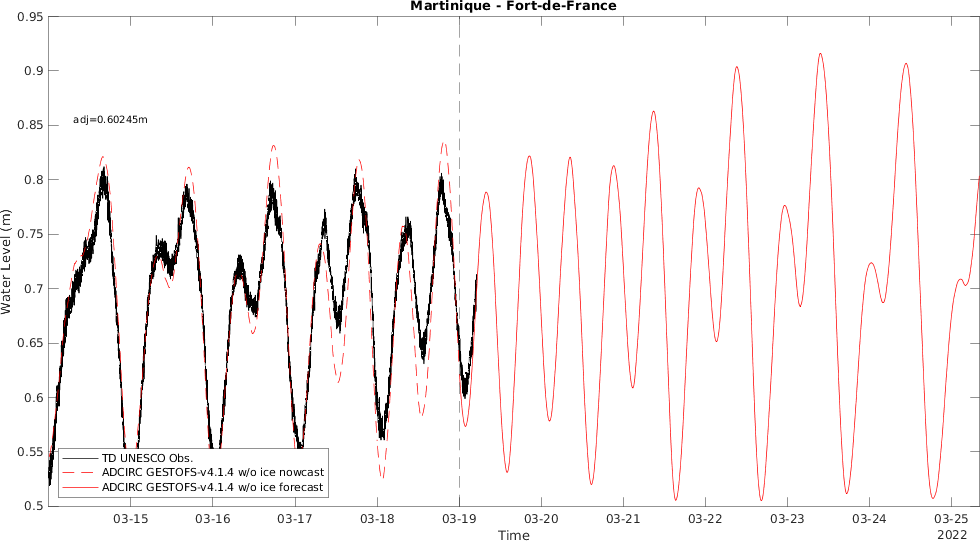 Martinique - Fort-de-France
0.95
0.9
0.85
adj=0.60245m
0.8
0.75
Water Level (m)
0.7
0.65
0.6
0.55
0.5
TD UNESCO Obs.
ADCIRC GESTOFS-v4.1.4 w/o ice nowcast
ADCIRC GESTOFS-v4.1.4 w/o ice forecast
03-15 03-16 03-17 03-18 03-19 03-20 03-21 03-22 03-23 03-24 03-25
Time
2022